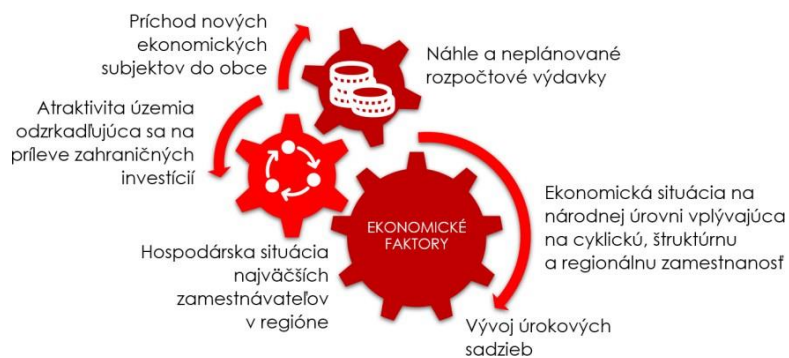 Príchod nových
ekonomických
subjektov do obce
Náhle a neplánované
rozpočtové výdavky
Atraktivita územia
odzrkadľujúca sa na
príleve zahraničných
investícií
EKONOMICKÉ
FAKTORY
Ekonomická situácia na
národnej úrovni vplývajúca
na cyklickú, štruktúrnu
a regionálnu zamestnanosť
Hospodárska situácia
najväčších
zamestnávateľov
v regióne
Vývoj úrokových
sadzieb